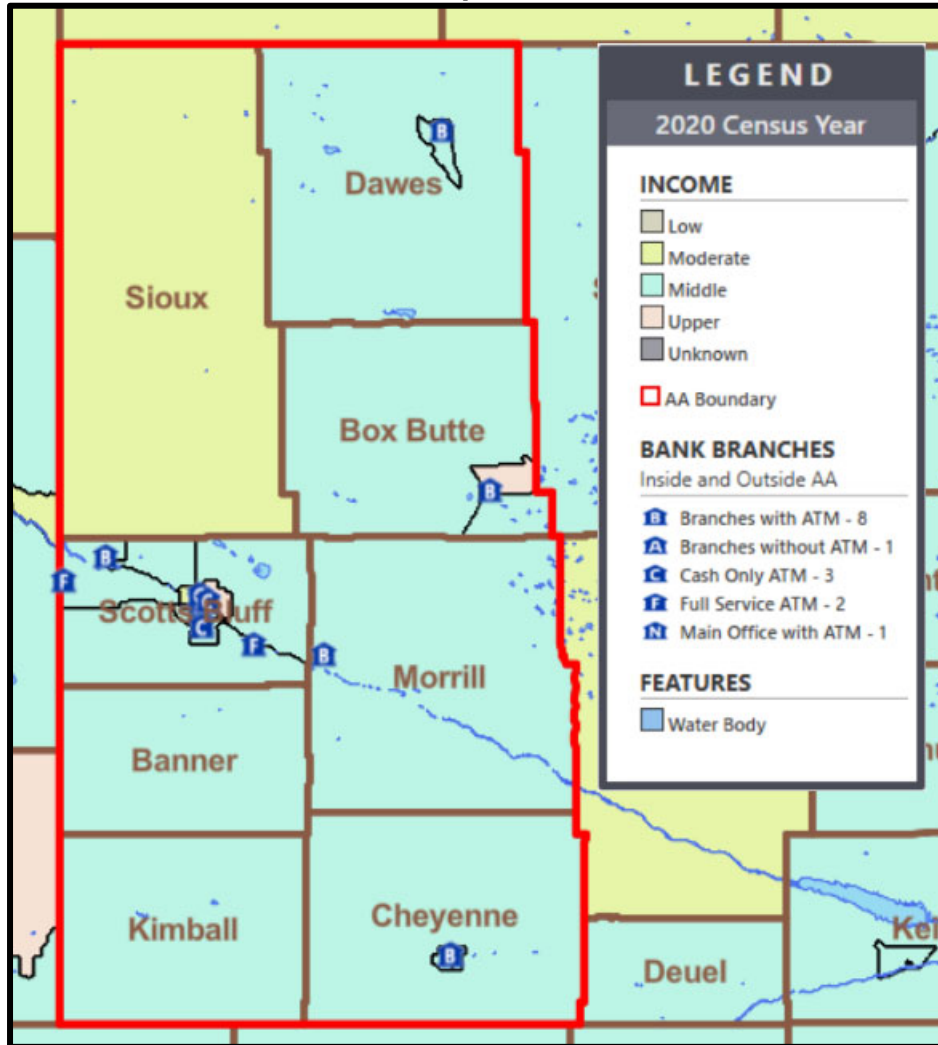 LEGEND
2020 Census Year
INCOME
Low
Moderate
Middle
Upper
Unknown
AA Boundary
BANK BRANCHES
Inside and Outside AA
B Branches with ATM - 8
A Branches without ATM - 1
C Cash Only ATM - 3
F Full Service ATM - 2
N Main Office with ATM - 1
FEATURES
Water Body
B
Dawes
Sioux
Box Butte
B
B
F
Scotts Bluff
C
F
B
Morrill
Banner
Kimball
Cheyenne
B
Deuel
Kei